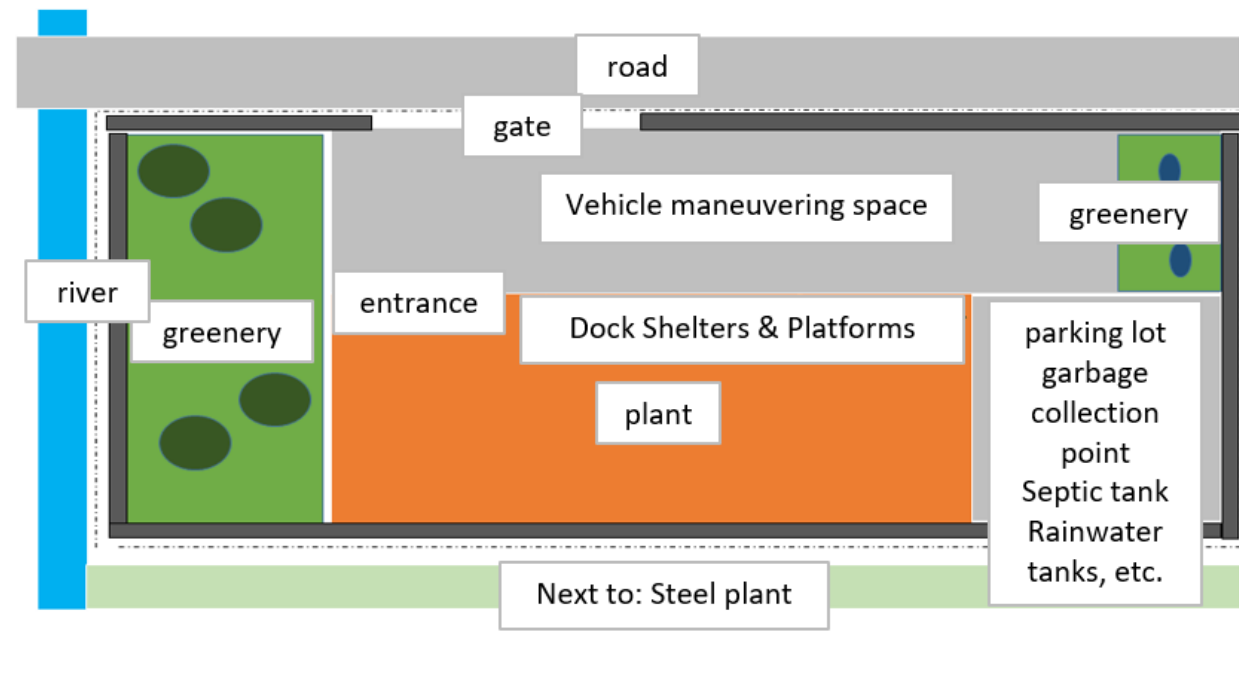 road
gate
Vehicle maneuvering space
greenery
river
entrance
greenery
Dock Shelters & Platforms
plant
parking lot
garbage
collection
point
Septic tank
Rainwater
tanks, etc.
Next to: Steel plant